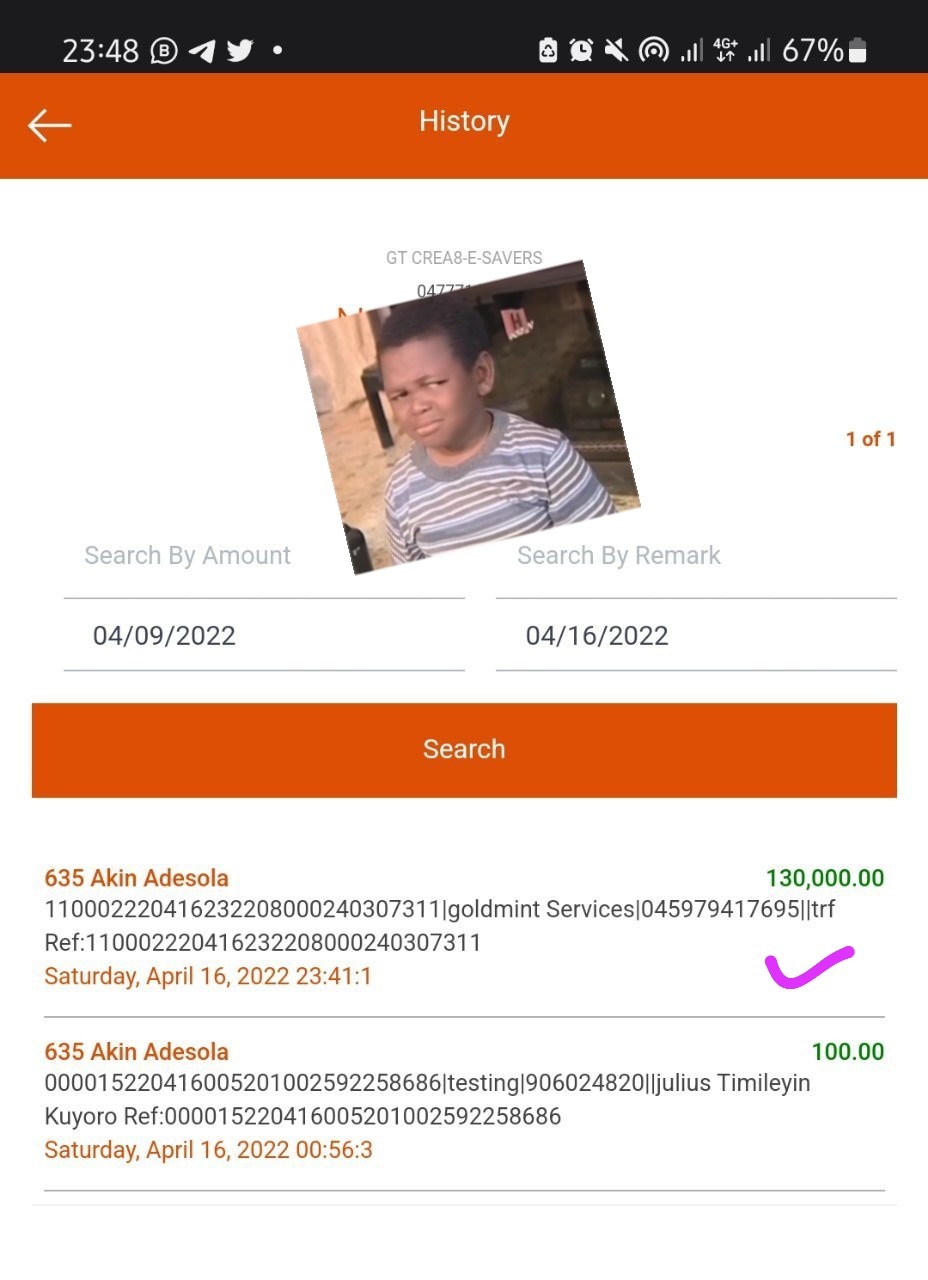 23:48
4G+
67%
History
GT CREA8-E-SAVERS
1 of 1
Search By Amount
Search By Remark
04/09/2022
04/16/2022
Search
635 Akin Adesola
130,000.00
110002220416232208000240307311|goldmint Services|045979417695||trf
Ref:110002220416232208000240307311
Saturday, April 16, 2022 23:41:1
635 Akin Adesola
100.00
000015220416005201002592258686|testing|906024820||julius Timileyin
Kuyoro Ref:000015220416005201002592258686
Saturday, April 16, 2022 00:56:3